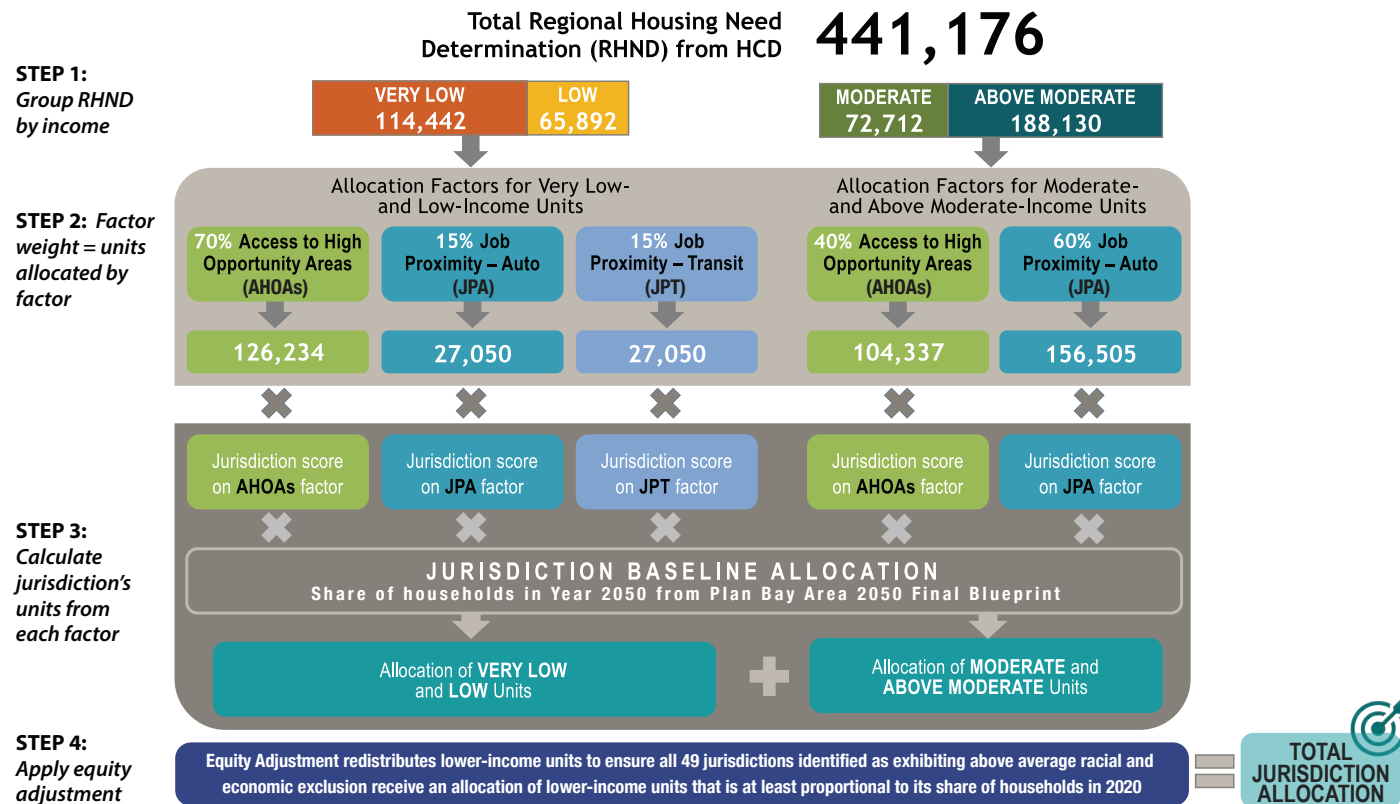 Total Regional Housing Need
Determination (RHND) from HCD
441,176
STEP 1:
Group RHND
by income
VERY LOW
114,442
LOW
65,892
MODERATE
72,712
ABOVE MODERATE
188,130
STEP 2: Factor
weight = units
allocated by
factor
Allocation Factors for Very Low-
and Low-Income Units
70% Access to High
Opportunity Areas
(AHOAs)
15% Job
Proximity – Auto
(JPA)
15% Job
Proximity – Transit
(JPT)
126,234
27,050
27,050
Allocation Factors for Moderate-
and Above Moderate-Income Units
40% Access to High
Opportunity Areas
(AHOAs)
60% Job
Proximity – Auto
(JPA)
104,337
156,505
STEP 3:
Calculate
jurisdiction's
units from
each factor
Jurisdiction score
on AHOAs factor
Jurisdiction score
on JPA factor
Jurisdiction score
on JPT factor
Jurisdiction score
on AHOAs factor
Jurisdiction score
on JPA factor
JURISDICTION BASELINE ALLOCATION
Share of households in Year 2050 from Plan Bay Area 2050 Final Blueprint
Allocation of VERY LOW
and LOW Units
Allocation of MODERATE and
ABOVE MODERATE Units
STEP 4:
Apply equity
adjustment
Equity Adjustment redistributes lower-income units to ensure all 49 jurisdictions identified as exhibiting above average racial and
economic exclusion receive an allocation of lower-income units that is at least proportional to its share of households in 2020
TOTAL
JURISDICTION
ALLOCATION